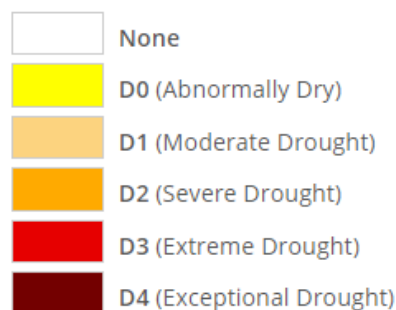 None
D0 (Abnormally Dry)
D1 (Moderate Drought)
D2 (Severe Drought)
D3 (Extreme Drought)
D4 (Exceptional Drought)